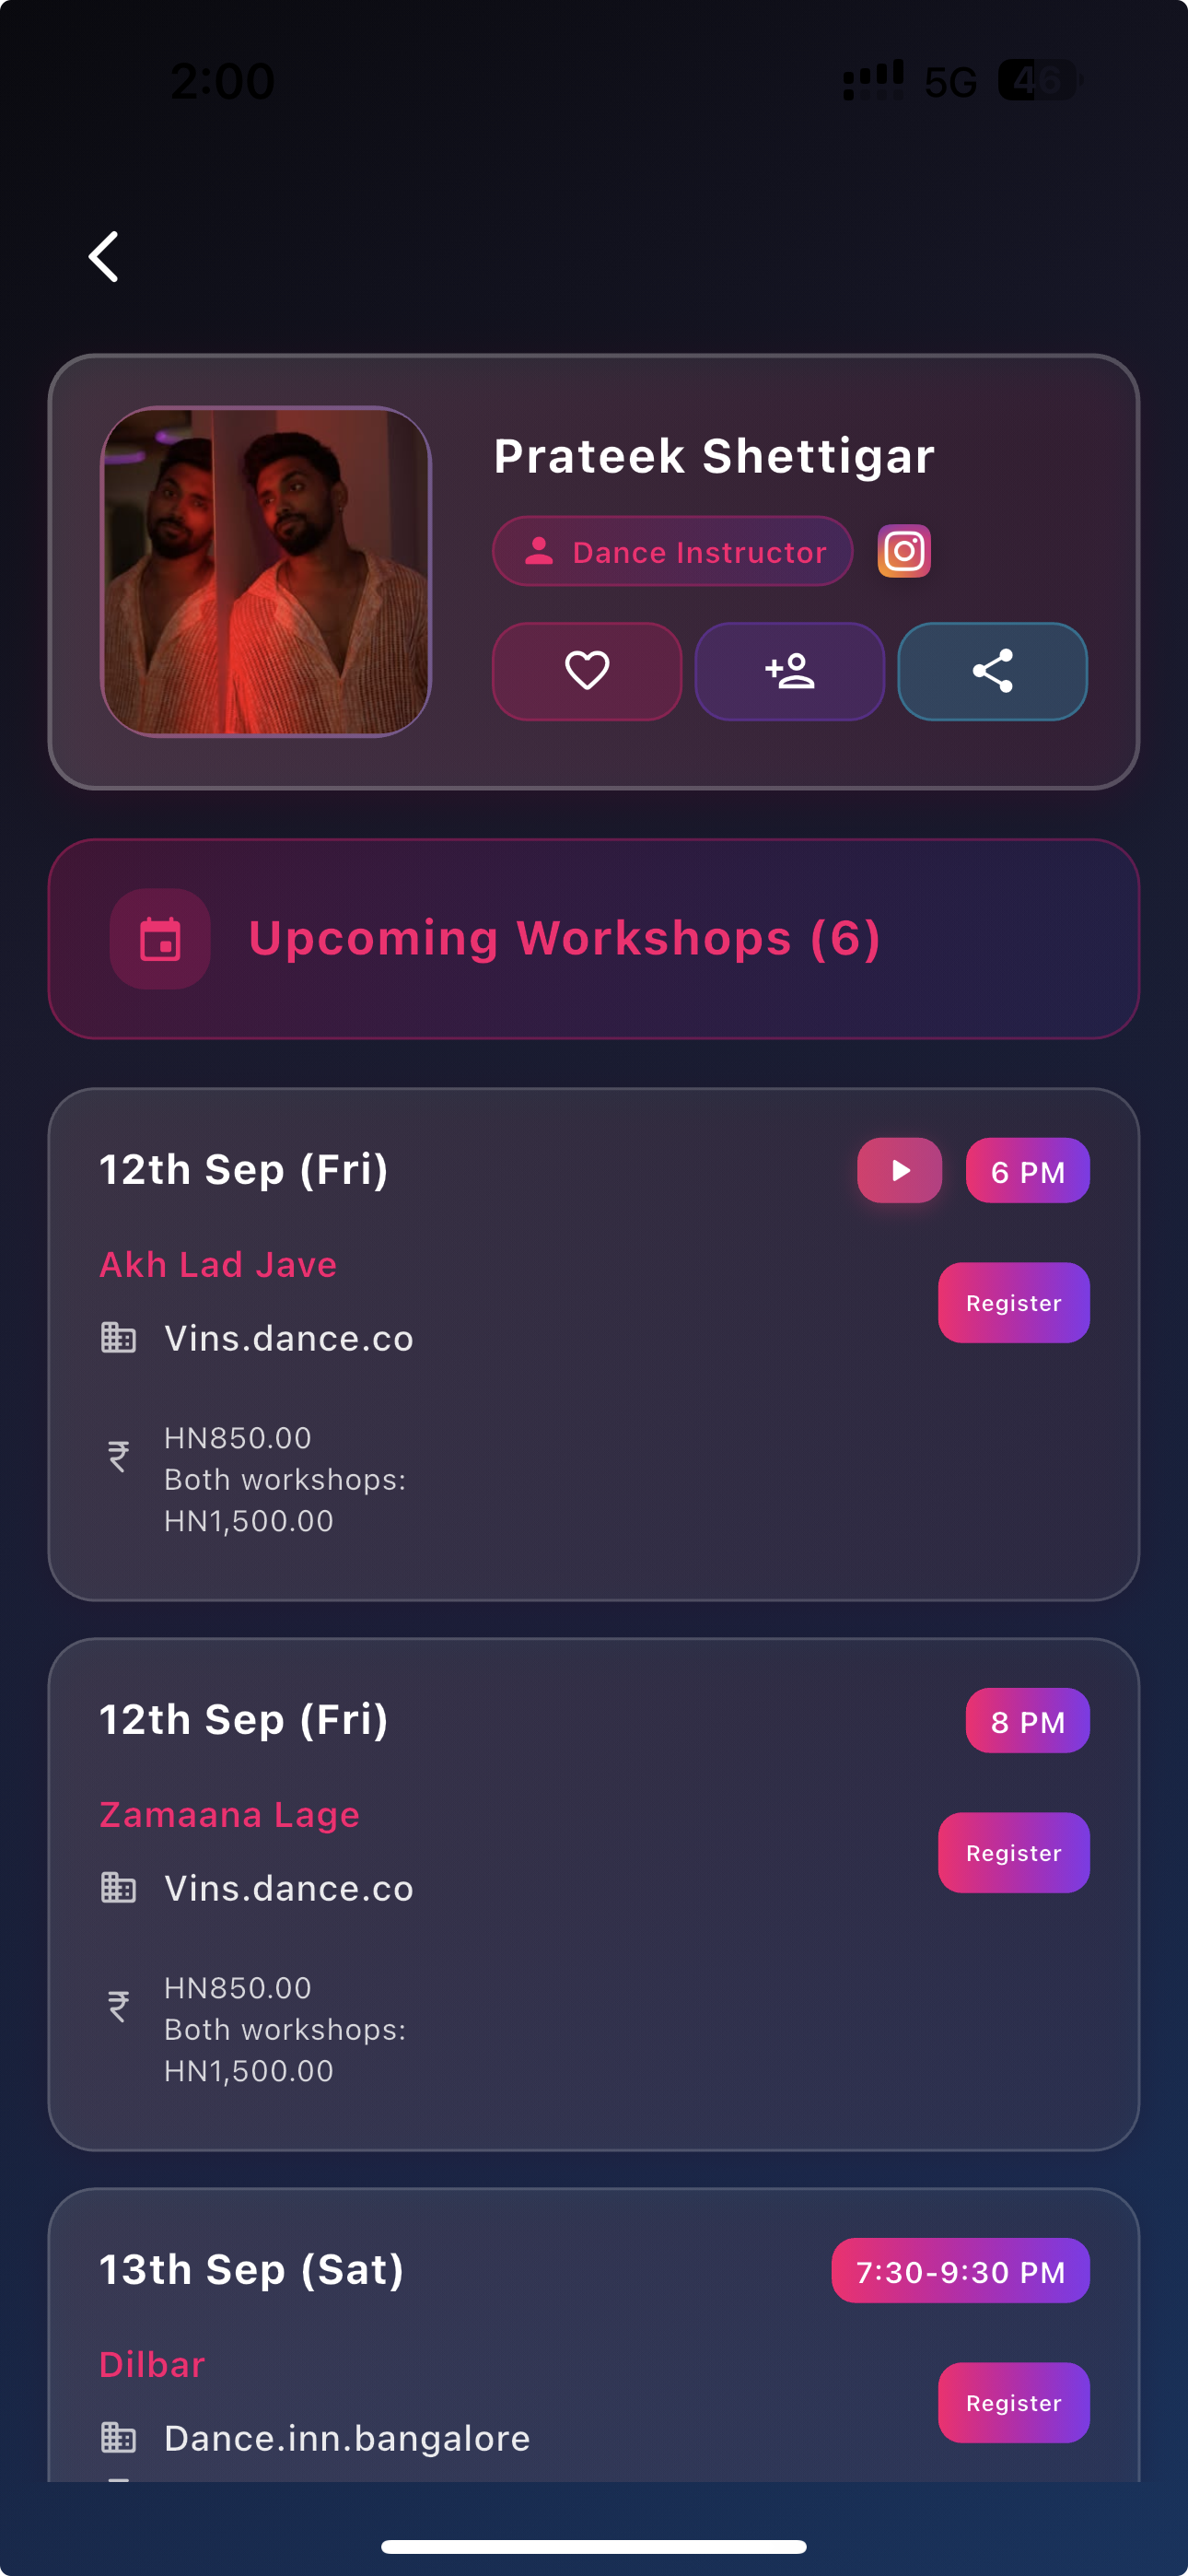 2:00
5G 46
Prateek Shettigar
Dance Instructor
Upcoming Workshops (6)
12th Sep (Fri)
6 PM
Akh Lad Jave
Register
Vins.dance.co
₹ HN850.00
Both workshops:
HN1,500.00
12th Sep (Fri)
8 PM
Zamaana Lage
Register
Vins.dance.co
₹ HN850.00
Both workshops:
HN1,500.00
13th Sep (Sat)
7:30-9:30 PM
Dilbar
Register
Dance.inn.bangalore